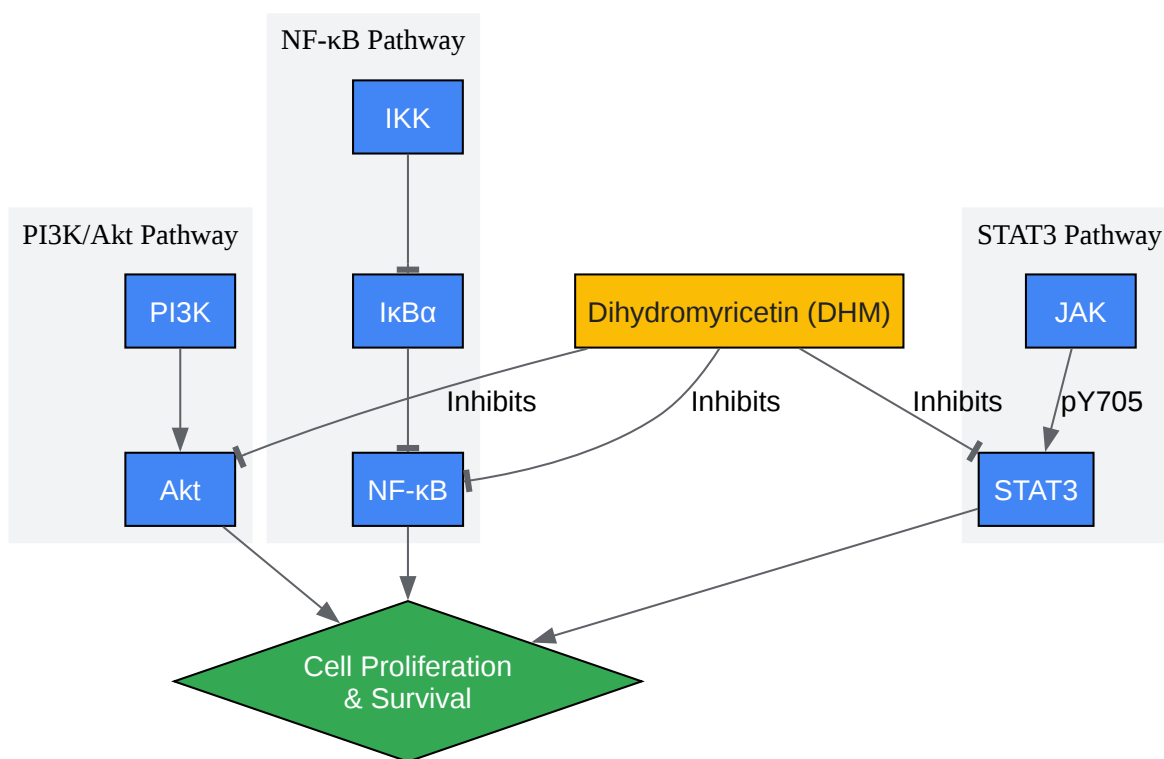 NF-κB Pathway
IKK
PI3K/Akt Pathway
STAT3 Pathway
PI3K
IκBα
Dihydromyricetin (DHM)
JAK
Inhibits
Inhibits
Inhibits
pY705
Akt
NF-κB
STAT3
Cell Proliferation
& Survival